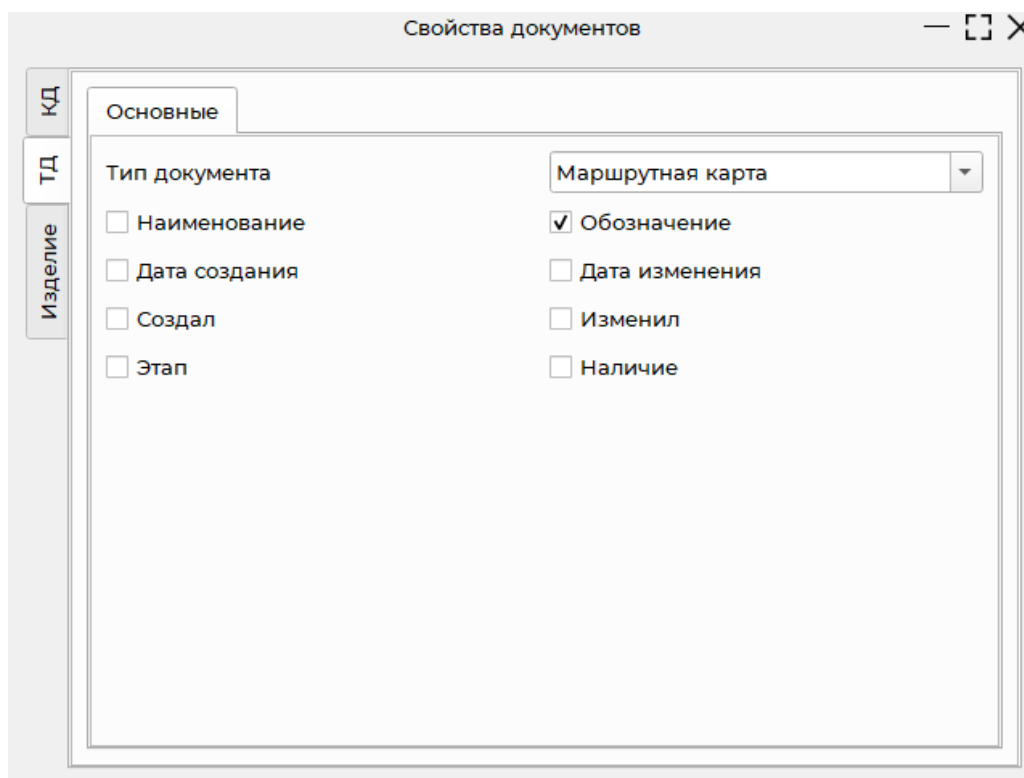 Свойства документов
КД
ТД
Изделие
Основные
Тип документа
Маршрутная карта
Наименование
Обозначение
Дата создания
Дата изменения
Создал
Изменил
Этап
Наличие